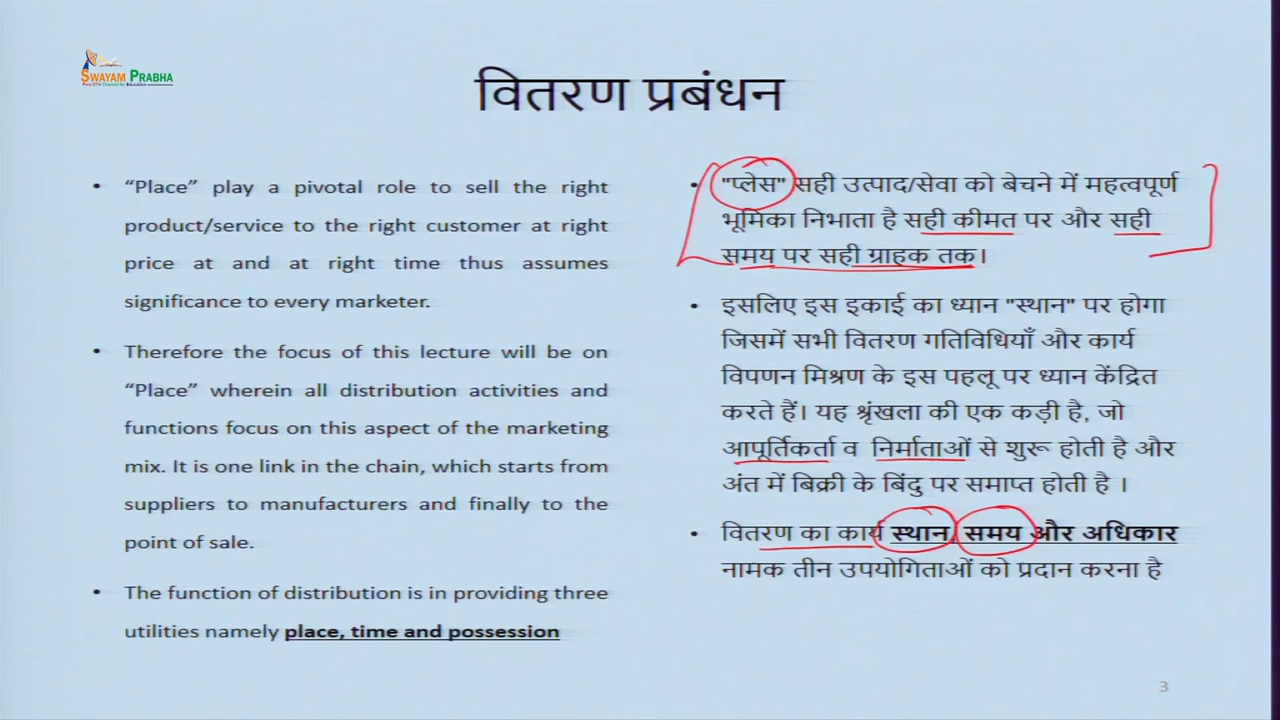 SWAYAM PRABHA
वितरण प्रबंधन
• “Place” play a pivotal role to sell the right
product/service to the right customer at right
price at and at right time thus assumes
significance to every marketer.
• Therefore the focus of this lecture will be on
“Place” wherein all distribution activities and
functions focus on this aspect of the marketing
mix. It is one link in the chain, which starts from
suppliers to manufacturers and finally to the
point of sale.
• The function of distribution is in providing three
utilities namely place, time and possession
• "प्लेस" सही उत्पाद/सेवा को बेचने में महत्वपूर्ण
भूमिका निभाता है सही कीमत पर और सही
समय पर सही ग्राहक तक।
• इसलिए इस इकाई का ध्यान "स्थान" पर होगा
जिसमें सभी वितरण गतिविधियाँ और कार्य
विपणन मिश्रण के इस पहलू पर ध्यान केंद्रित
करते हैं। यह श्रृंखला की एक कड़ी है, जो
आपूर्तिकर्ता व निर्माताओं से शुरू होती है और
अंत में बिक्री के बिंदु पर समाप्त होती है ।
• वितरण का कार्य स्थान, समय और अधिकार
नामक तीन उपयोगिताओं को प्रदान करना है
3